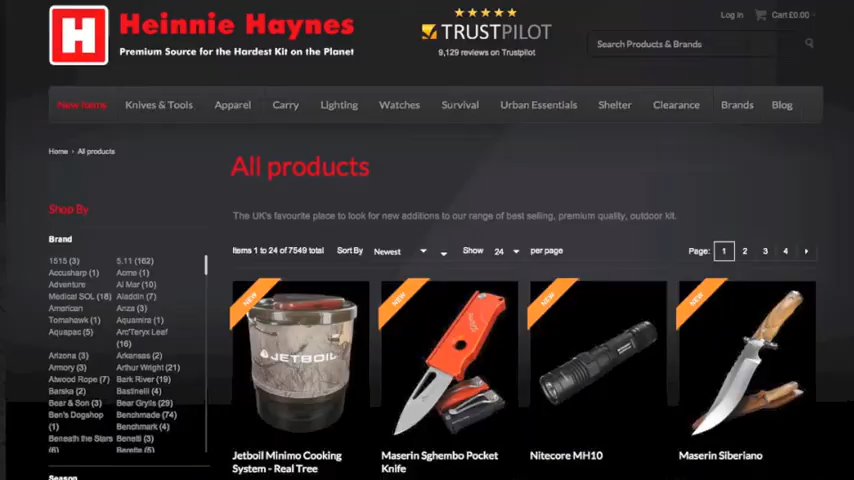 Heinnie Haynes
H
Premium Source for the Hardest Kit on the Planet
TRUSTPILOT
9,129 reviews on Trustpilot
Log In
Cart £0.00
Search Products & Brands
New Items Knives & Tools Apparel Carry Lighting Watches Survival Urban Essentials Shelter Clearance Brands Blog
Home › All products
All products
Shop By
The UK's favourite place to look for new additions to our range of best selling, premium quality, outdoor kit.
Brand
Items 1 to 24 of 7549 total Sort By Newest Show 24 per page Page: 1 2 3 4
1515 (3) 5.11 (162)
Accusharp (1) Acme (1)
Adventure Al Mar (10)
Medical SOL (18) Aladdin (7)
American Anza (3)
Tomahawk (1) Aquamira (1)
Aquapac (5) Arc'Teryx Leaf
(16)
Arizona (3) Arkansas (2)
Armory (3) Arthur Wright (21)
Atwood Rope (7) Bark River (19)
Barska (2) Bastinelli (4)
Bear & Son (3) Bear Grylls (29)
Ben's Dogshop Benchmade (74)
(1) Benchmark (4)
Beneath the Stars Benelli (3)
NEW NEW NEW NEW
JETBOIL
Jetboil Minimo Cooking
System - Real Tree
Maserin Sghembo Pocket
Knife
Nitecore MH10
Maserin Siberiano
Season